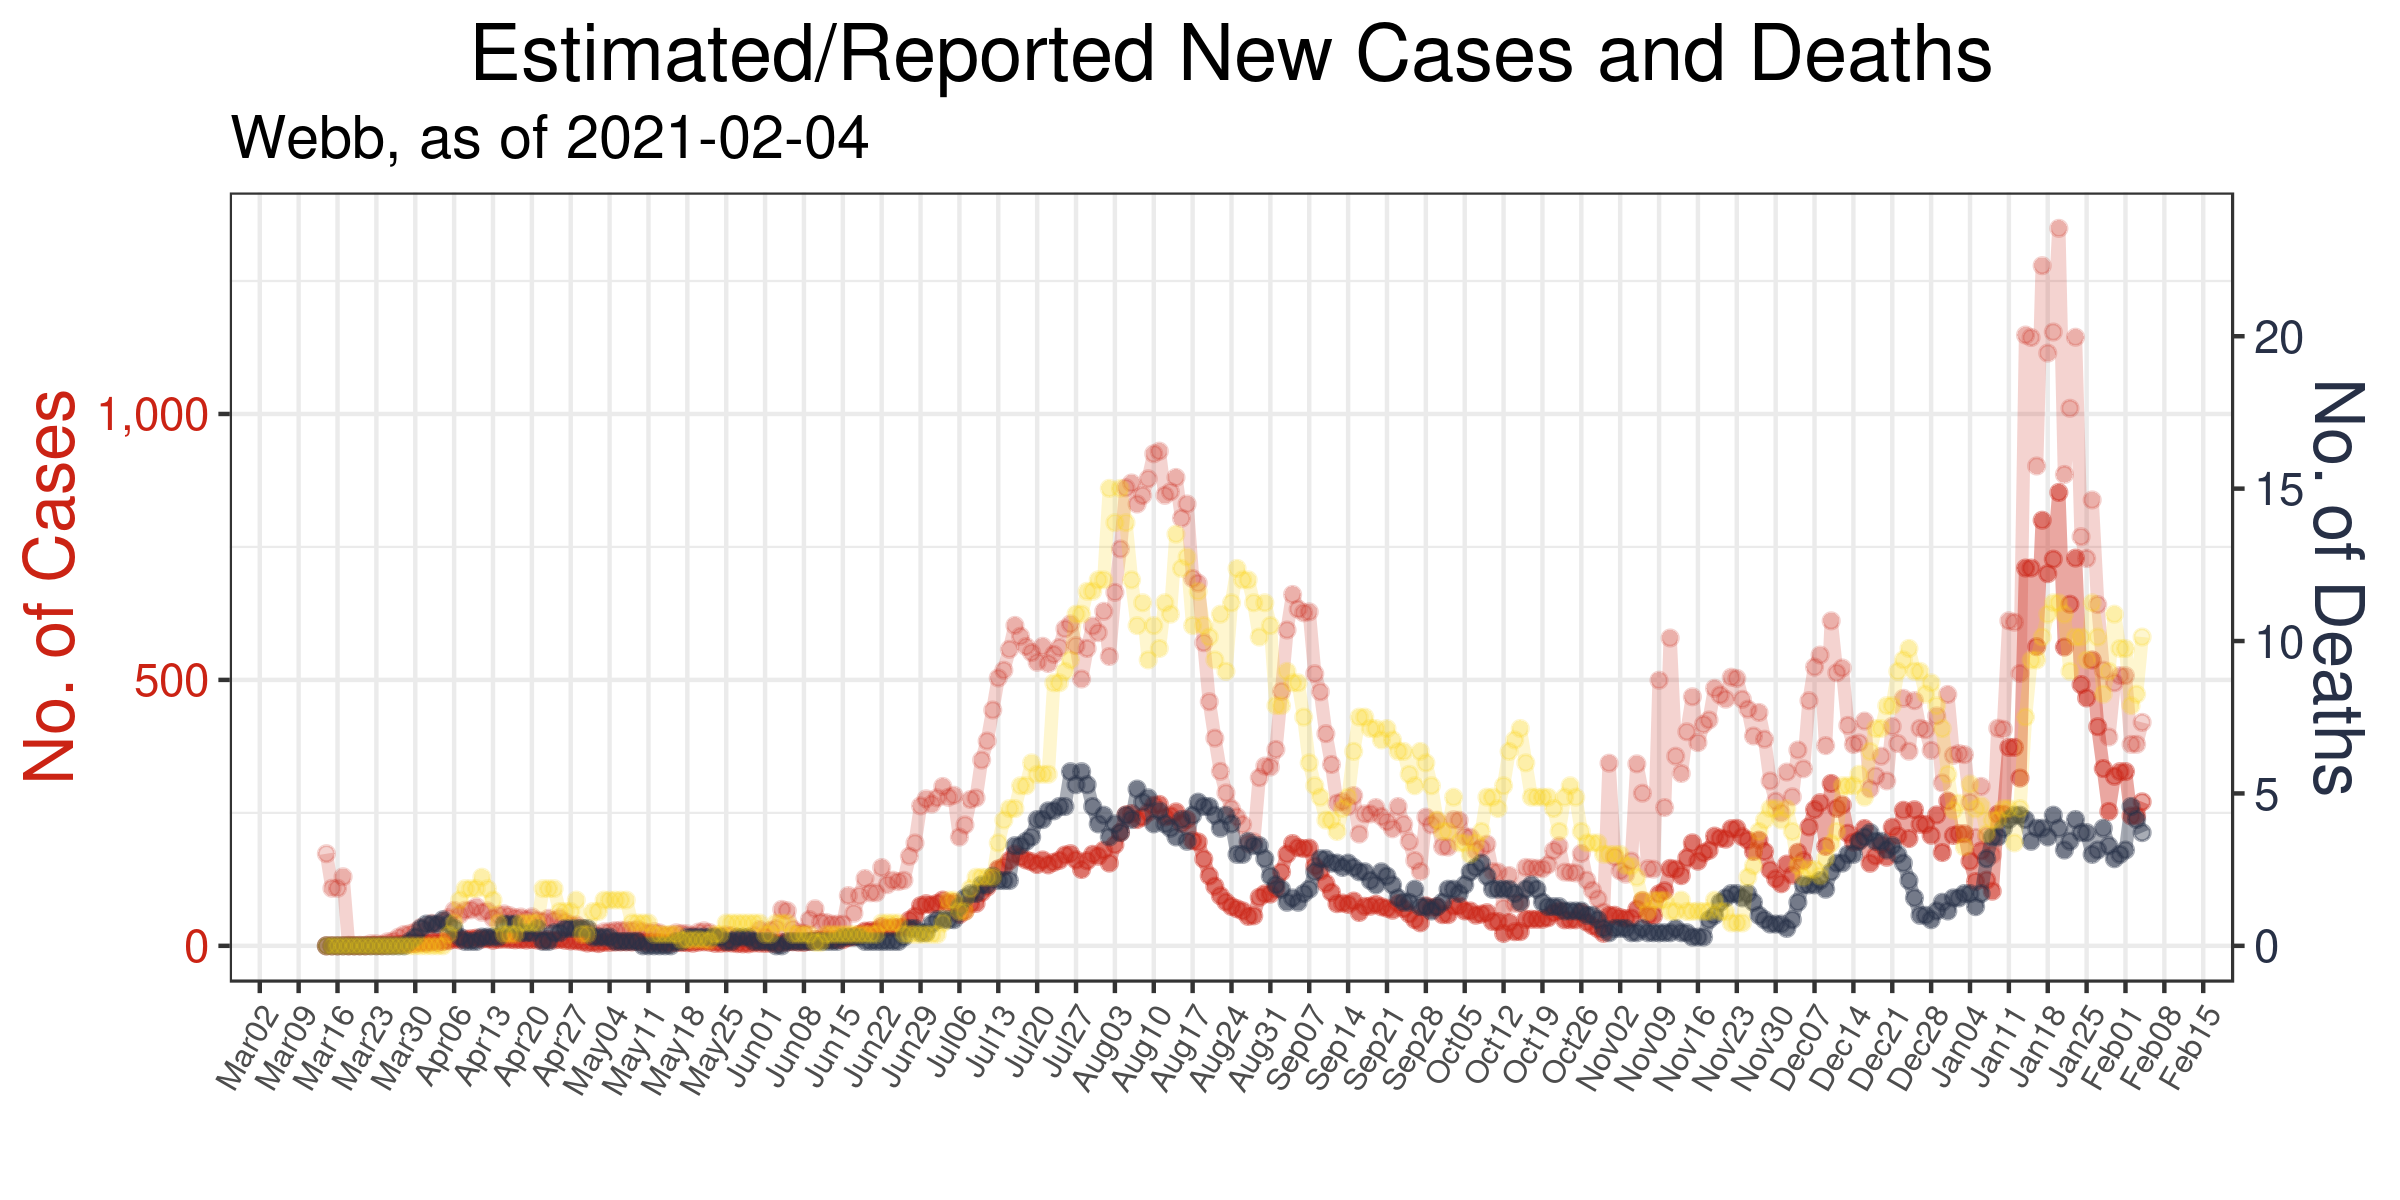 Estimated/Reported New Cases and Deaths
Webb, as of 2021-02-04
No. of Cases
1,000
500
0
No. of Deaths
20
15
10
5
0
Mar02 Mar09 Mar16 Mar23 Mar30 Apr06 Apr13 Apr20 Apr27 May04 May11 May18 May25 Jun01 Jun08 Jun15 Jun22 Jun29 Jul06 Jul13 Jul20 Jul27 Aug03 Aug10 Aug17 Aug24 Aug31 Sep07 Sep14 Sep21 Sep28 Oct05 Oct12 Oct19 Oct26 Nov02 Nov09 Nov16 Nov23 Nov30 Dec07 Dec14 Dec21 Dec28 Jan04 Jan11 Jan18 Jan25 Feb01 Feb08 Feb15